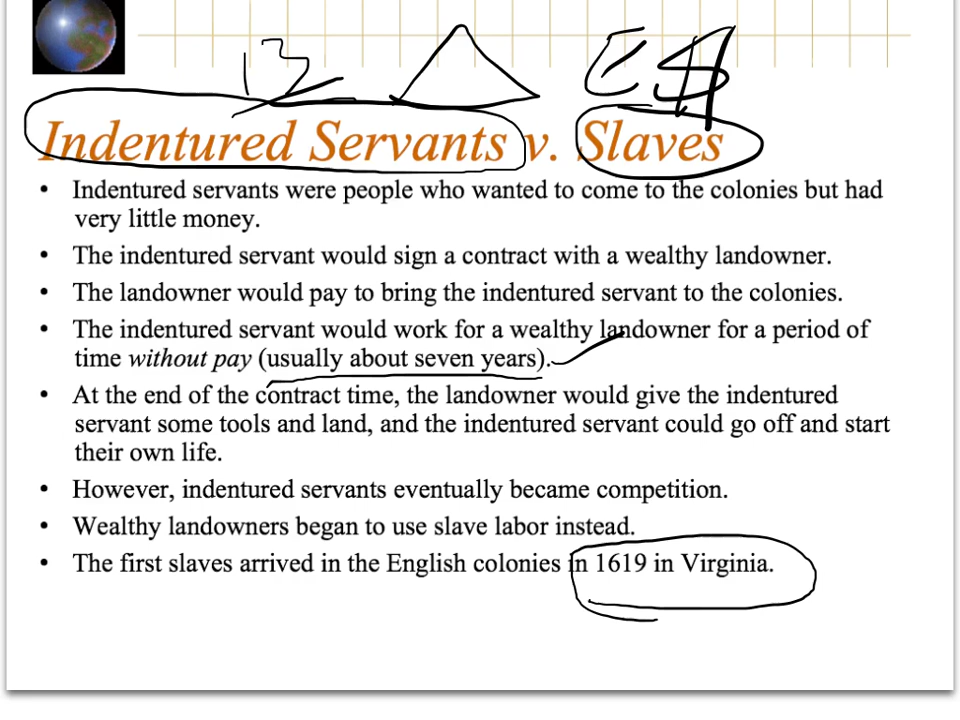 13
$
Indentured Servants v. Slaves
• Indentured servants were people who wanted to come to the colonies but had
very little money.
• The indentured servant would sign a contract with a wealthy landowner.
• The landowner would pay to bring the indentured servant to the colonies.
• The indentured servant would work for a wealthy landowner for a period of
time without pay (usually about seven years).
• At the end of the contract time, the landowner would give the indentured
servant some tools and land, and the indentured servant could go off and start
their own life.
• However, indentured servants eventually became competition.
• Wealthy landowners began to use slave labor instead.
• The first slaves arrived in the English colonies in 1619 in Virginia.